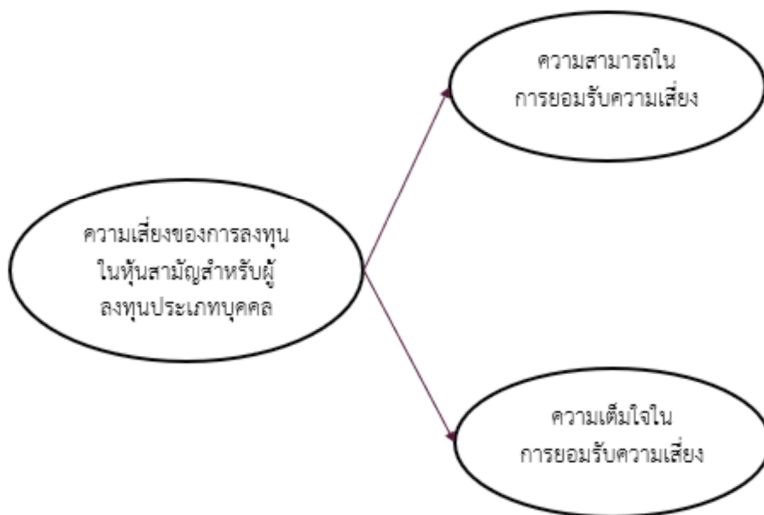 ความสามารถใน
การยอมรับความเสี่ยง
ความเสี่ยงของการลงทุน
ในหุ้นสามัญสำหรับผู้
ลงทุนประเภทบุคคล
ความเต็มใจใน
การยอมรับความเสี่ยง